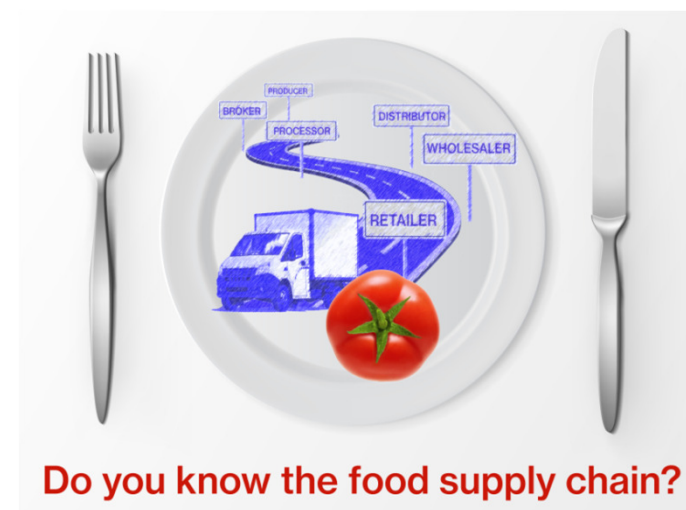 PRODUCER
BROKER
PROCESSOR
DISTRIBUTOR
WHOLESALER
RETAILER
Do you know the food supply chain?